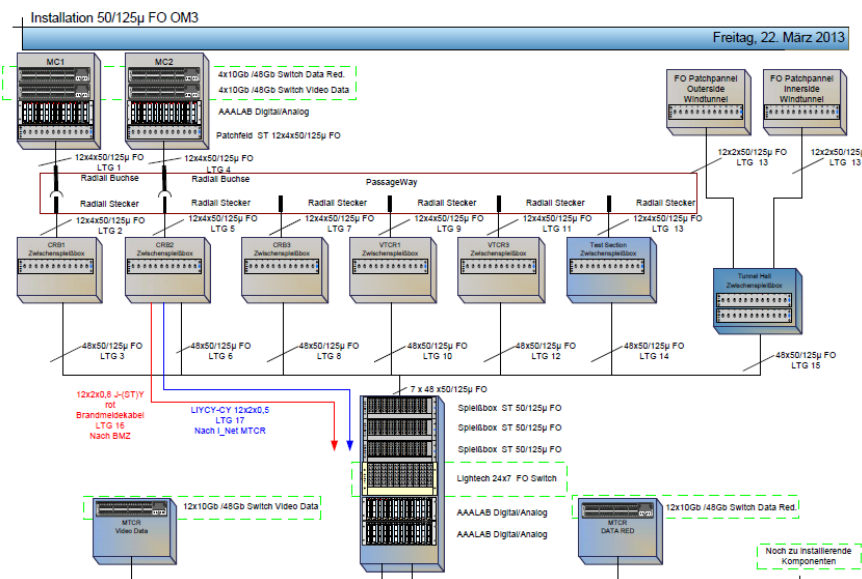 Installation 50/125µ FO OM3
Freitag, 22. März 2013
MC1
MC2
4x10Gb /48Gb Switch Data Red.
4x10Gb /48Gb Switch Video Data
AAALAB Digital/Analog
Patchfeld ST 12x4x50/125µ FO
FO Patchpannel
Outerside
Windtunnel
FO Patchpannel
Innerside
Windtunnel
12x4x50/125µ FO
LTG 1
12x4x50/125µ FO
LTG 4
12x2x50/125µ FO
LTG 13
12x2x50/125µ
LTG 13
Radiall Buchse
Radiall Buchse
PassageWay
Radiall Stecker
Radiall Stecker
Radiall Stecker
Radiall Stecker
Radiall Stecker
Radiall Stecker
12x4x50/125µ FO
LTG 2
12x4x50/125µ FO
LTG 5
12x4x50/125µ FO
LTG 7
12x4x50/125µ FO
LTG 9
12x4x50/125µ FO
LTG 11
12x4x50/125µ FO
LTG 13
CRB1
Zwischenspleißbox
CRB2
Zwischenspleißbox
CRB3
Zwischenspleißbox
VTCR1
Zwischenspleißbox
VTCR3
Zwischenspleißbox
Test Section
Zwischenspleißbox
Tunnel Hall
Zwischenspleißbox
48x50/125µ FO
LTG 3
48x50/125µ FO
LTG 6
48x50/125µ FO
LTG 8
48x50/125µ FO
LTG 10
48x50/125µ FO
LTG 12
48x50/125µ FO
LTG 14
48x50/125µ FO
LTG 15
7 x 48 x50/125µ FO
12x2x0,8 J-(ST)Y
rot
Brandmeldekabel
LTG 16
Nach BMZ
LIYCY-CY 12x2x0,5
LTG 17
Nach I_Net MTCR
Spleißbox ST 50/125µ FO
Spleißbox ST 50/125µ FO
Spleißbox ST 50/125µ FO
Lightech 24x7 FO Switch
AAALAB Digital/Analog
AAALAB Digital/Analog
12x10Gb /48Gb Switch Video Data
MTCR
Video Data
12x10Gb /48Gb Switch Data Red.
MTCR
DATA RED
Noch zu installierende
Komponenten